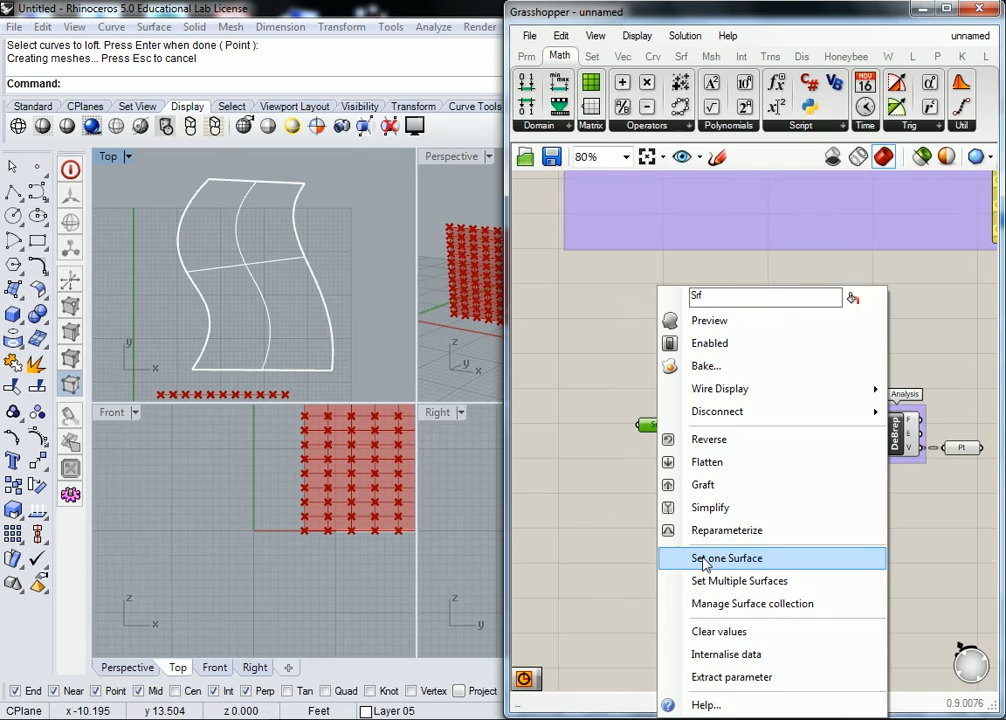 Untitled - Rhinoceros 5.0 Educational Lab License
File Edit View Curve Surface Solid Mesh Dimension Transform Tools Analyze Render
Select curves to loft. Press Enter when done ( Point ):
Creating meshes... Press Esc to cancel
Command:
Standard CPlanes Set View Display Select Viewport Layout Visibility Transform Curve Tools
Top
Perspective
y
x
z
y
Front
Right
z
x
z
y
Perspective Top Front Right
End Near Point Mid Cen Int Perp Tan Quad Knot Vertex Project
CPlane x -10.195 y 13.504 z 0.000 Feet Layer 05
Grasshopper - unnamed
File Edit View Display Solution Help unnamed
Prm Math Set Vec Crv Srf Msh Int Trns Dis Honeybee L P K L
Domain Matrix Operators Polynomials Script Time Trig Util
80%
Srf
Preview
Enabled
Bake...
Wire Display
Disconnect
Reverse
Flatten
Graft
Simplify
Reparameterize
Set one Surface
Set Multiple Surfaces
Manage Surface collection
Clear values
Internalise data
Extract parameter
Help...
Analysis
DeBrep
F
E
V
Pt
0.9.0076